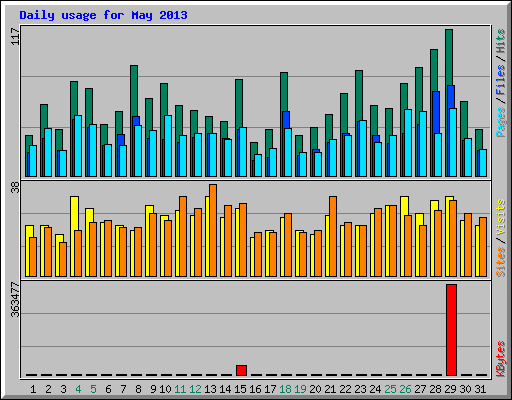 Daily usage for May 2013
117
Pages / Files / Hits
38
Sites / Visits
363477
KBytes
1 2 3 4 5 6 7 8 9 10 11 12 13 14 15 16 17 18 19 20 21 22 23 24 25 26 27 28 29 30 31